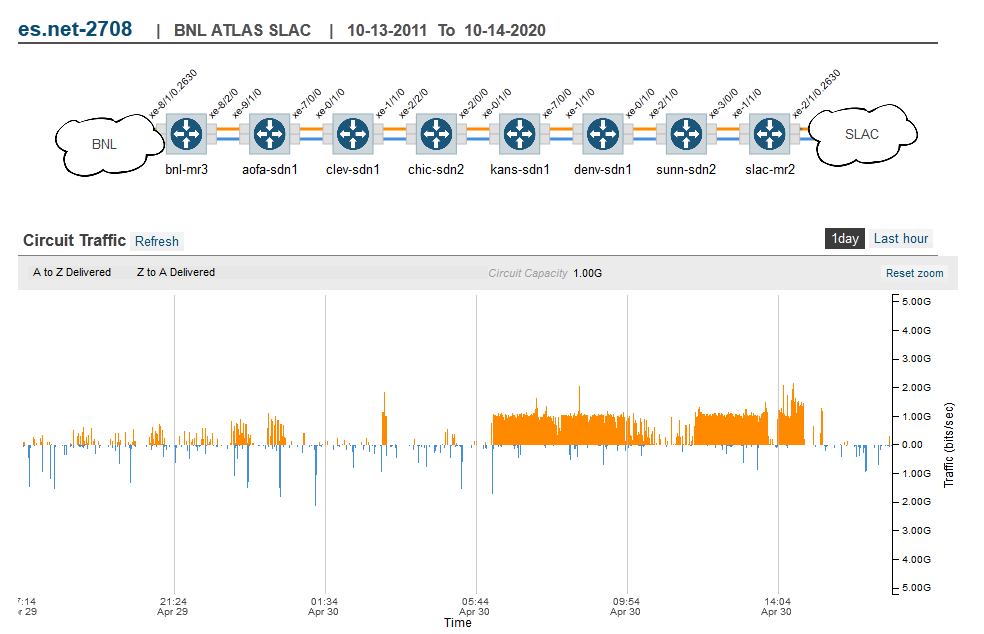 es.net-2708 | BNL ATLAS SLAC | 10-13-2011 To 10-14-2020
xe-8/1/0.2630 xe-8/2/0 xe-9/1/0 xe-7/0/0 xe-0/1/0 xe-1/1/0 xe-2/2/0 xe-2/0/0 xe-0/1/0 xe-7/0/0 xe-1/1/0 xe-0/1/0 xe-2/1/0 xe-3/0/0 xe-1/1/0 xe-2/1/0.2630
BNL SLAC
bnl-mr3 aofa-sdn1 clev-sdn1 chic-sdn2 kans-sdn1 denv-sdn1 sunn-sdn2 slac-mr2
Circuit Traffic Refresh 1day Last hour
A to Z Delivered Z to A Delivered Circuit Capacity 1.00G Reset zoom
5.00G
4.00G
3.00G
2.00G
1.00G
0.00
1.00G
2.00G
3.00G
4.00G
5.00G
Traffic (bits/sec)
7:14 21:24 01:34 05:44 09:54 14:04
r 29 Apr 29 Apr 30 Apr 30 Apr 30 Apr 30
Time